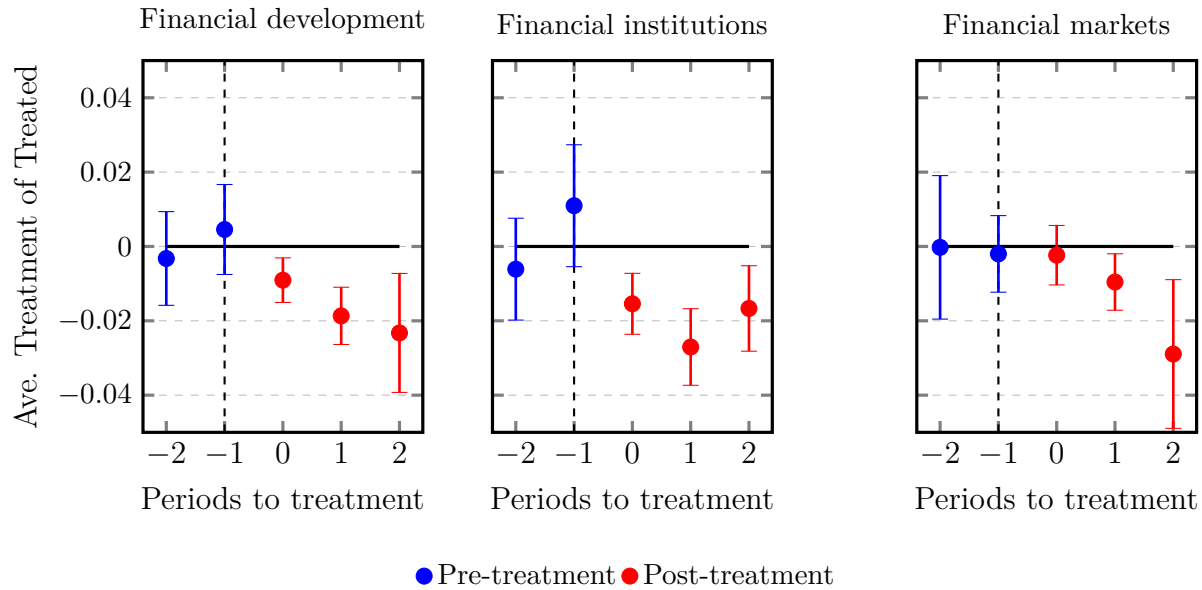 Financial development
Financial institutions
Financial markets
Ave. Treatment of Treated
0.04
0.02
0
−0.02
−0.04
−2 −1 0 1 2
−2 −1 0 1 2
−2 −1 0 1 2
Periods to treatment
Periods to treatment
Periods to treatment
Pre-treatment Post-treatment